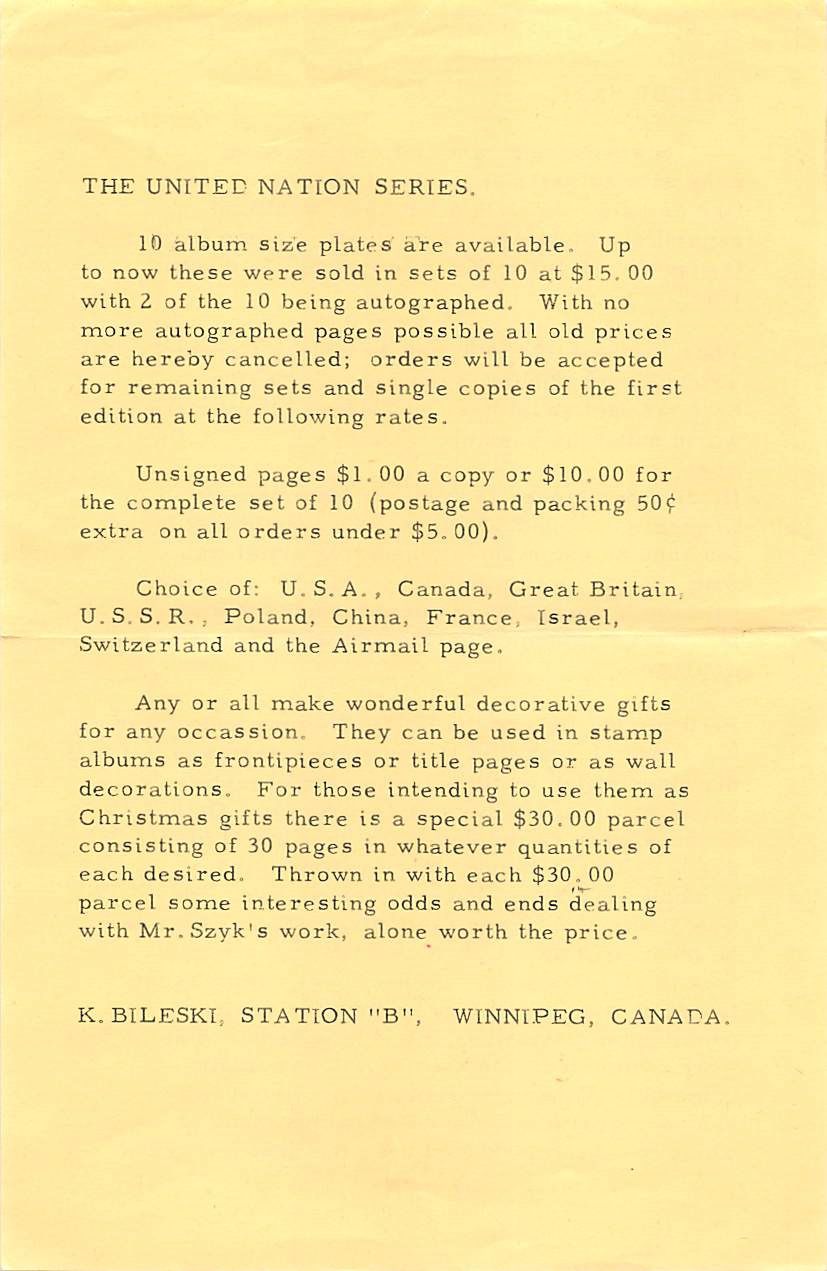 THE UNITED NATION SERIES.
10 album size plates are available. Up
to now these were sold in sets of 10 at $15.00
with 2 of the 10 being autographed. With no
more autographed pages possible all old prices
are hereby cancelled; orders will be accepted
for remaining sets and single copies of the first
edition at the following rates.
Unsigned pages $1.00 a copy or $10.00 for
the complete set of 10 (postage and packing 50¢
extra on all orders under $5.00).
Choice of: U.S.A., Canada, Great Britain,
U.S.S.R., Poland, China, France, Israel,
Switzerland and the Airmail page.
Any or all make wonderful decorative gifts
for any occassion. They can be used in stamp
albums as frontipieces or title pages or as wall
decorations. For those intending to use them as
Christmas gifts there is a special $30.00 parcel
consisting of 30 pages in whatever quantities of
each desired. Thrown in with each $30.00
parcel some interesting odds and ends dealing
with Mr. Szyk's work, alone worth the price.
K. BILESKI, STATION "B", WINNIPEG, CANADA.